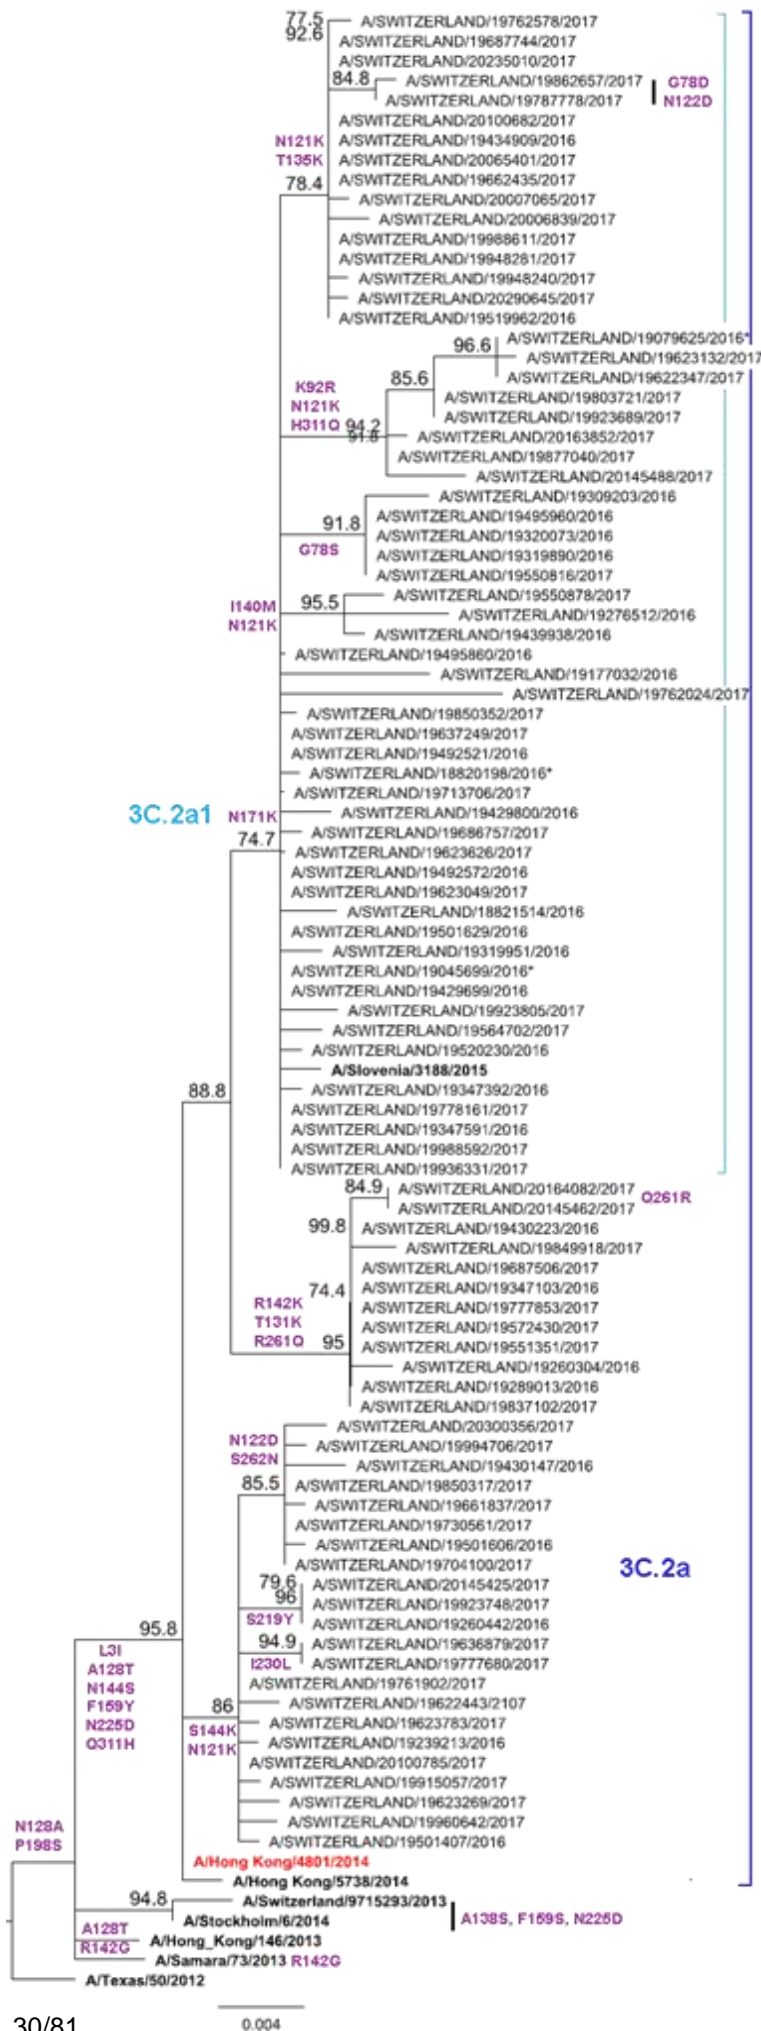 77.5 A/SWITZERLAND/19762578/2017
92.6 A/SWITZERLAND/19687744/2017
A/SWITZERLAND/20235010/2017
84.8 A/SWITZERLAND/19862657/2017 G78D
A/SWITZERLAND/19787778/2017 N122D
A/SWITZERLAND/20100682/2017
N121K A/SWITZERLAND/19434909/2016
T135K A/SWITZERLAND/20065401/2017
78.4 A/SWITZERLAND/19662435/2017
A/SWITZERLAND/20007065/2017
A/SWITZERLAND/20006839/2017
A/SWITZERLAND/19988611/2017
A/SWITZERLAND/19948281/2017
A/SWITZERLAND/19948240/2017
A/SWITZERLAND/20290645/2017
A/SWITZERLAND/19519962/2016
A/SWITZERLAND/19079625/2016*
96.6 A/SWITZERLAND/19623132/2017
85.6 A/SWITZERLAND/19622347/2017
K92R A/SWITZERLAND/19803721/2017
N121K A/SWITZERLAND/19923689/2017
H311Q 94.2 A/SWITZERLAND/20163852/2017
91.8 A/SWITZERLAND/19877040/2017
A/SWITZERLAND/20145488/2017
A/SWITZERLAND/19309203/2016
91.8 A/SWITZERLAND/19495960/2016
A/SWITZERLAND/19320073/2016
G78S A/SWITZERLAND/19319890/2016
A/SWITZERLAND/19550816/2017
A/SWITZERLAND/19550878/2017
I140M 95.5 A/SWITZERLAND/19276512/2016
N121K A/SWITZERLAND/19439938/2016
A/SWITZERLAND/19495860/2016
A/SWITZERLAND/19177032/2016
A/SWITZERLAND/19762024/2017
A/SWITZERLAND/19850352/2017
A/SWITZERLAND/19637249/2017
A/SWITZERLAND/19492521/2016
A/SWITZERLAND/18820198/2016*
A/SWITZERLAND/19713706/2017
3C.2a1 N171K A/SWITZERLAND/19429800/2016
A/SWITZERLAND/19686757/2017
74.7 A/SWITZERLAND/19623626/2017
A/SWITZERLAND/19492572/2016
A/SWITZERLAND/19623049/2017
A/SWITZERLAND/18821514/2016
A/SWITZERLAND/19501629/2016
A/SWITZERLAND/19319951/2016
A/SWITZERLAND/19045699/2016*
A/SWITZERLAND/19429699/2016
A/SWITZERLAND/19923805/2017
A/SWITZERLAND/19564702/2017
A/SWITZERLAND/19520230/2016
A/Slovenia/3188/2015
88.8 A/SWITZERLAND/19347392/2016
A/SWITZERLAND/19778161/2017
A/SWITZERLAND/19347591/2016
A/SWITZERLAND/19988592/2017
A/SWITZERLAND/19936331/2017
84.9 A/SWITZERLAND/20164082/2017 Q261R
A/SWITZERLAND/20145462/2017
99.8 A/SWITZERLAND/19430223/2016
A/SWITZERLAND/19849918/2017
A/SWITZERLAND/19687506/2017
74.4 A/SWITZERLAND/19347103/2016
R142K A/SWITZERLAND/19777853/2017
T131K A/SWITZERLAND/19572430/2017
R261Q 95 A/SWITZERLAND/19551351/2017
A/SWITZERLAND/19260304/2016
A/SWITZERLAND/19289013/2016
A/SWITZERLAND/19837102/2017
A/SWITZERLAND/20300356/2017
N122D A/SWITZERLAND/19994706/2017
S262N A/SWITZERLAND/19430147/2016
85.5 A/SWITZERLAND/19850317/2017
A/SWITZERLAND/19661837/2017
A/SWITZERLAND/19730561/2017
A/SWITZERLAND/19501606/2016
A/SWITZERLAND/19704100/2017
3C.2a
79.6 A/SWITZERLAND/20145425/2017
96 A/SWITZERLAND/19923748/2017
S219Y A/SWITZERLAND/19260442/2016
95.8 94.9 A/SWITZERLAND/19636879/2017
L3I I230L A/SWITZERLAND/19777680/2017
A128T A/SWITZERLAND/19761902/2017
N144S 86 A/SWITZERLAND/19622443/2107
F159Y S144K A/SWITZERLAND/19623783/2017
N225D N121K A/SWITZERLAND/19239213/2016
Q311H A/SWITZERLAND/20100785/2017
A/SWITZERLAND/19915057/2017
A/SWITZERLAND/19623269/2017
N128A A/SWITZERLAND/19960642/2017
P198S A/SWITZERLAND/19501407/2016
A/Hong Kong/4801/2014
A/Hong Kong/5738/2014
94.8 A/Switzerland/9715293/2013
A/Stockholm/6/2014 A138S, F159S, N225D
A128T A/Hong_Kong/146/2013
R142G A/Samara/73/2013 R142G
A/Texas/50/2012
30/81
0.004